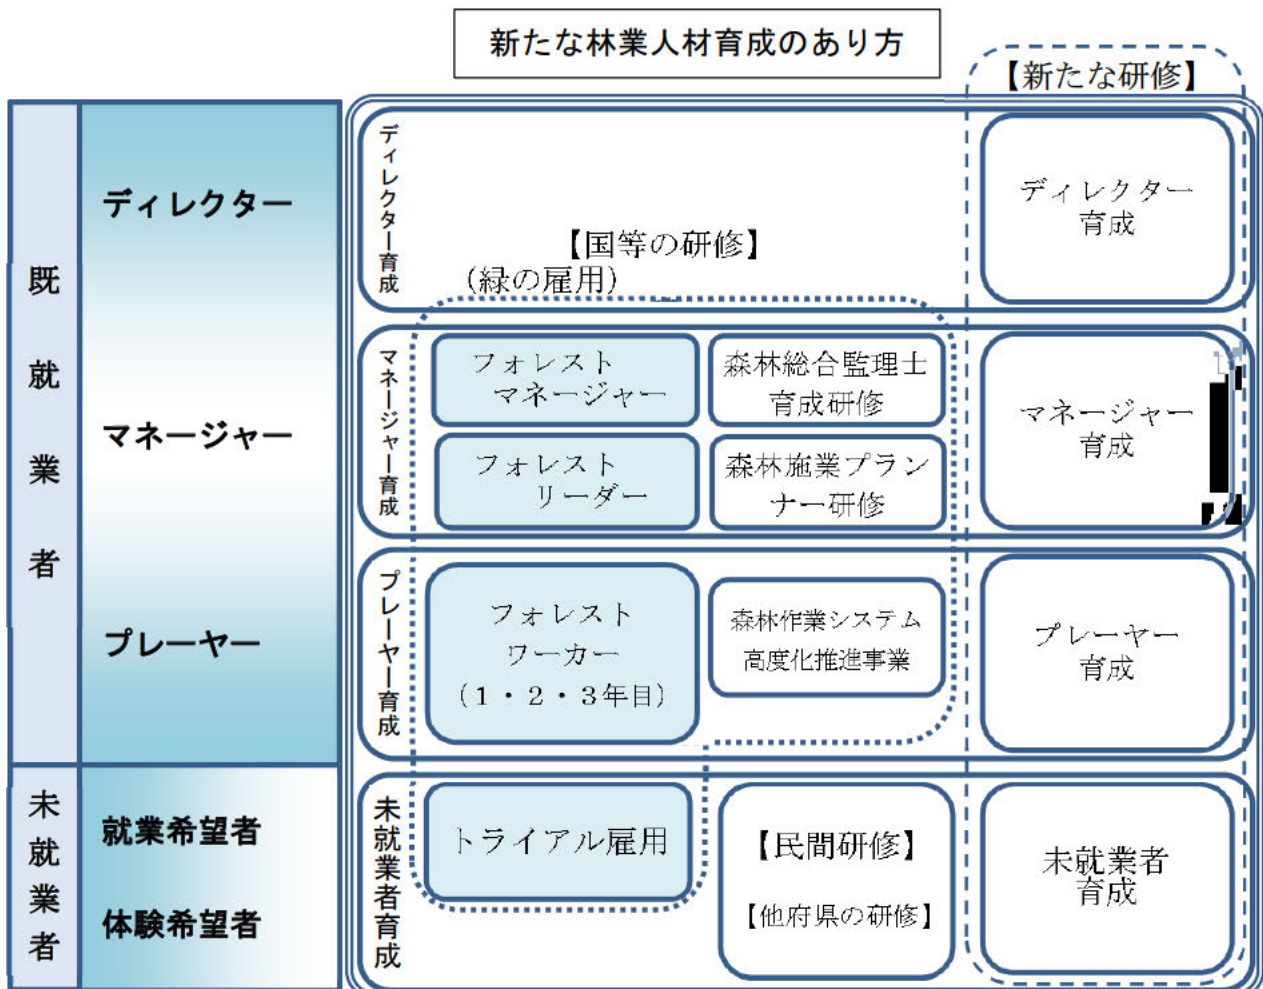 新たな林業人材育成のあり方
【新たな研修】
既就業者
ディレクター
マネージャー
プレーヤー
未就業者
就業希望者
体験希望者
ディレクター育成
【国等の研修】
（緑の雇用）
ディレクター
育成
マネージャー育成
フォレスト
マネージャー
森林総合監理士
育成研修
フォレスト
リーダー
森林施業プラン
ナー研修
マネージャー
育成
プレーヤー育成
フォレスト
ワーカー
（１・２・３年目）
森林作業システム
高度化推進事業
プレーヤー
育成
未就業者育成
トライアル雇用
【民間研修】
【他府県の研修】
未就業者
育成